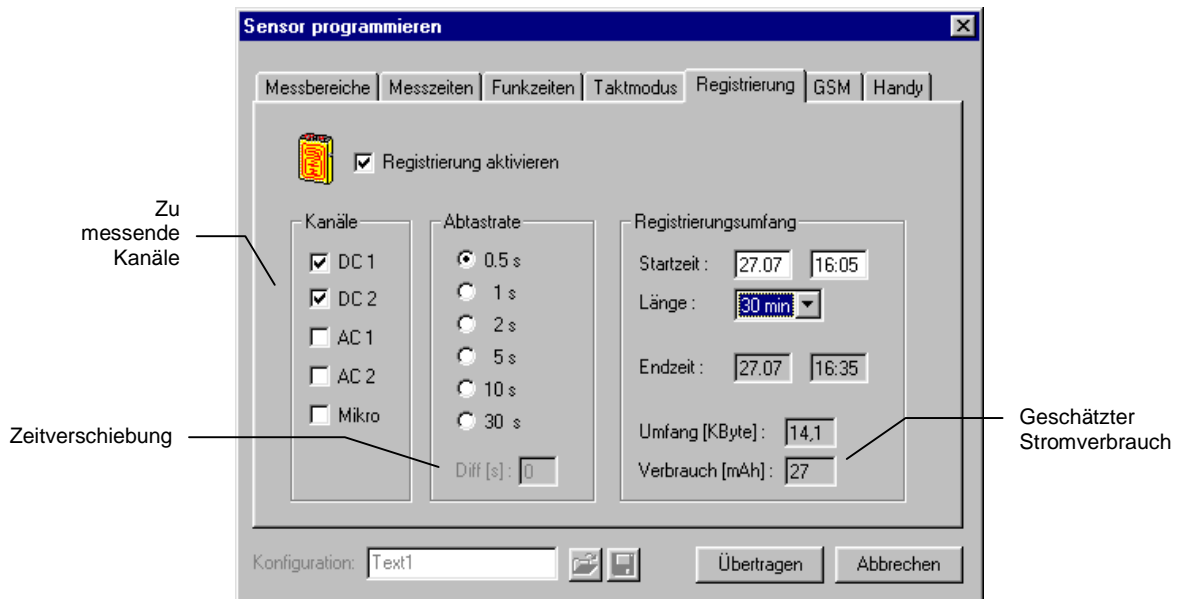 Sensor programmieren
Messbereiche Messzeiten Funkzeiten Taktmodus Registrierung GSM Handy
Registrierung aktivieren
Zu
messende
Kanäle
Kanäle
DC 1
DC 2
AC 1
AC 2
Mikro
Abtastrate
0.5 s
1 s
2 s
5 s
10 s
30 s
Zeitverschiebung
Diff [s] : 0
Registrierungsumfang
Startzeit : 27.07 16:05
Länge : 30 min
Endzeit : 27.07 16:35
Umfang [KByte] : 14,1
Verbrauch [mAh] : 27
Geschätzter
Stromverbrauch
Konfiguration: Text1 Übertragen Abbrechen